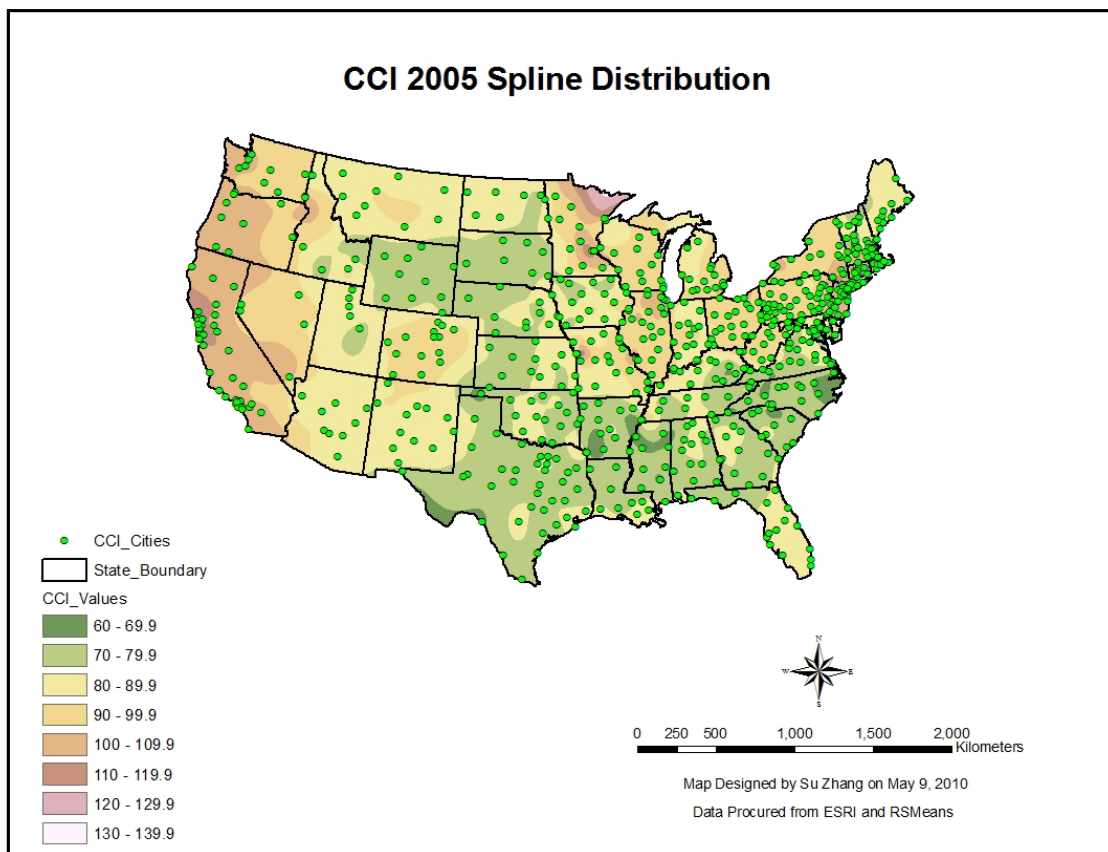 CCI 2005 Spline Distribution
CCI_Cities
State_Boundary
CCI_Values
60 - 69.9
70 - 79.9
80 - 89.9
90 - 99.9
100 - 109.9
110 - 119.9
120 - 129.9
130 - 139.9
N
W E
S
0 250 500 1,000 1,500 2,000
Kilometers
Map Designed by Su Zhang on May 9, 2010
Data Procured from ESRI and RSMeans